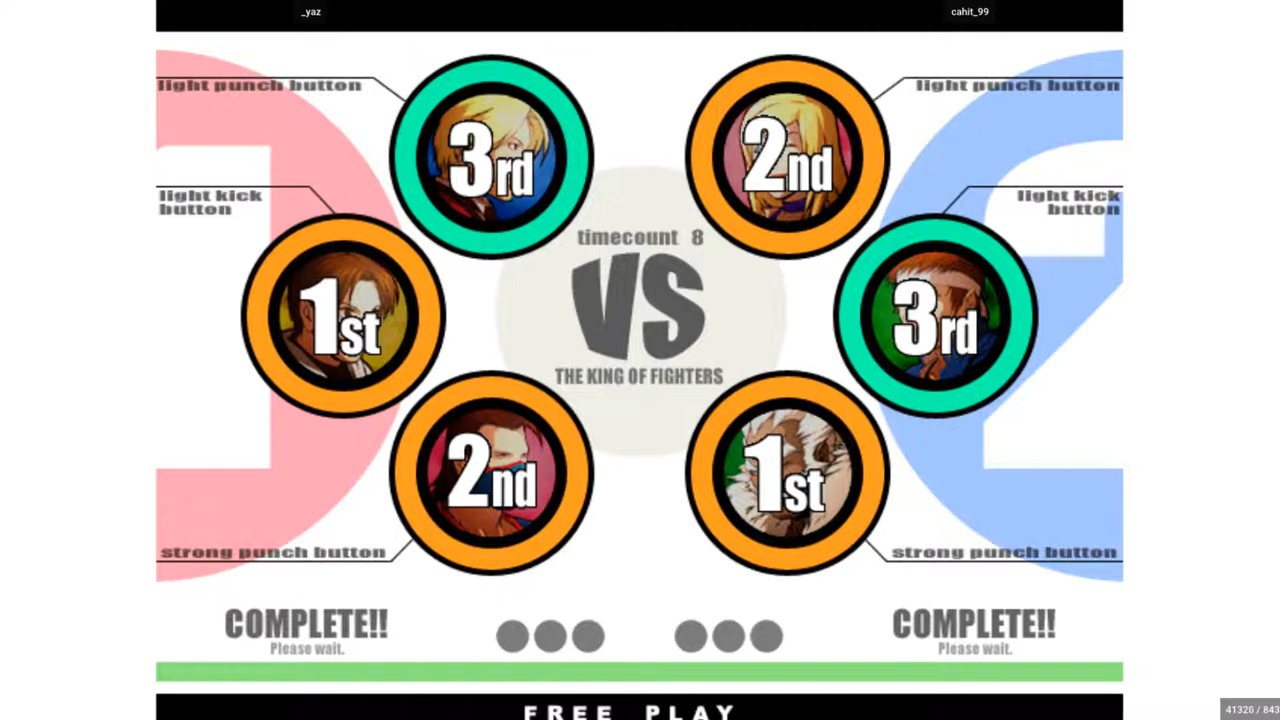 _yaz
cahit_99
light punch button
light punch button
3rd
2nd
light kick
button
light kick
button
timecount 8
VS
THE KING OF FIGHTERS
1st
3rd
2nd
1st
strong punch button
strong punch button
COMPLETE!!
Please wait.
COMPLETE!!
Please wait.
FREE PLAY
41320 / 843